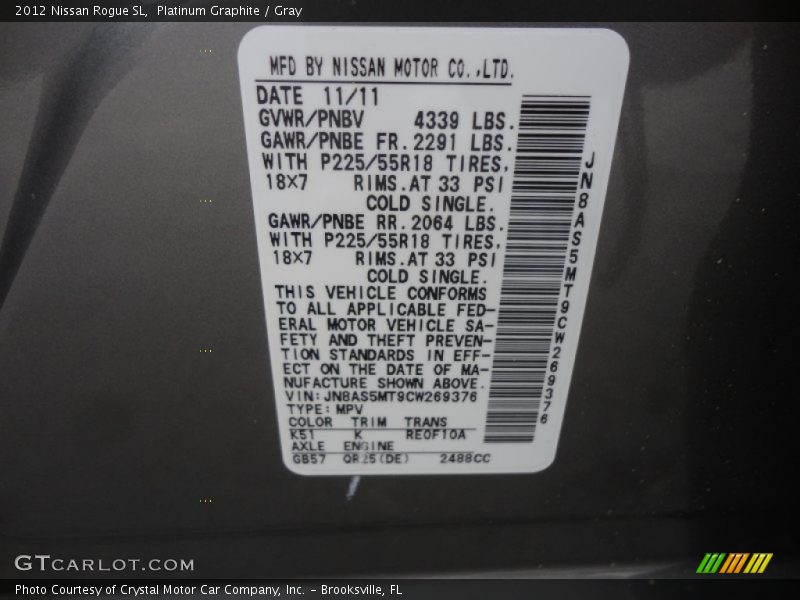 2012 Nissan Rogue SL, Platinum Graphite / Gray
MFD BY NISSAN MOTOR CO.,LTD.
DATE 11/11
GVWR/PNBV 4339 LBS.
GAWR/PNBE FR. 2291 LBS.
WITH P225/55R18 TIRES,
18×7 RIMS.AT 33 PSI
COLD SINGLE.
GAWR/PNBE RR. 2064 LBS.
WITH P225/55R18 TIRES,
18×7 RIMS.AT 33 PSI
COLD SINGLE.
THIS VEHICLE CONFORMS
TO ALL APPLICABLE FED-
ERAL MOTOR VEHICLE SA-
FETY AND THEFT PREVEN-
TION STANDARDS IN EFF-
ECT ON THE DATE OF MA-
NUFACTURE SHOWN ABOVE.
VIN:JN8AS5MT9CW269376
TYPE:MPV
COLOR TRIM TRANS
K51 K RE0F10A
AXLE ENGINE
GB57 QR25(DE) 2488CC
JN8AS5MT9CW269376
GTCARLOT.COM
Photo Courtesy of Crystal Motor Car Company, Inc. – Brooksville, FL